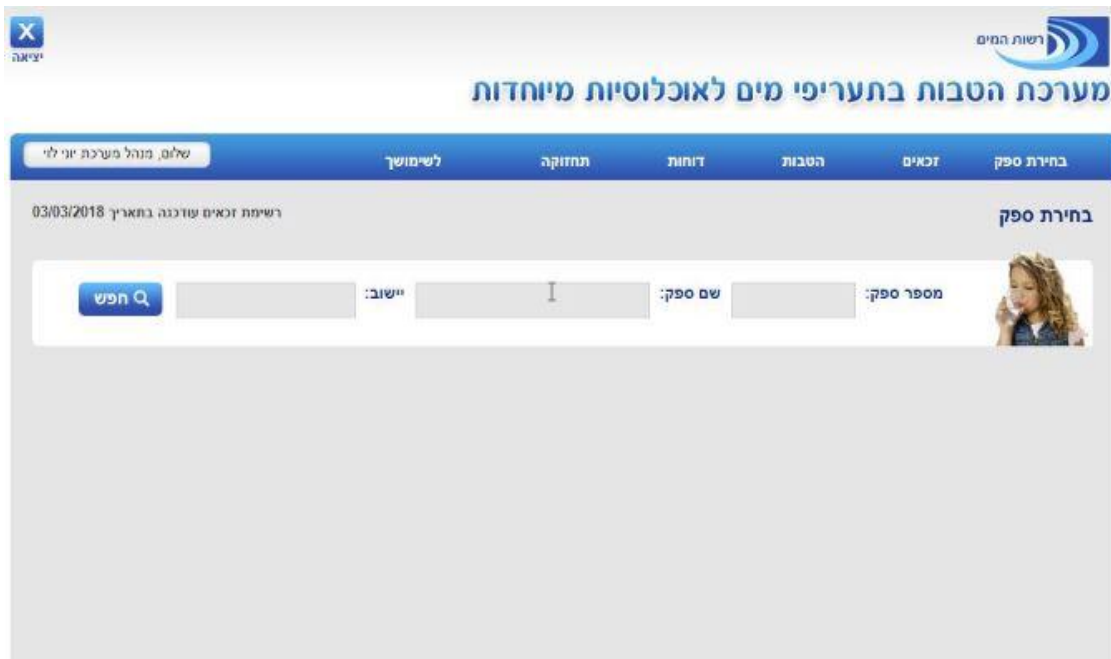 רשות המים
X
יציאה
מערכת הטבות בתעריפי מים לאוכלוסיות מיוחדות
בחירת ספק זכאים הטבות דוחות תחזוקה לשימושך שלום, מנהל מערכת יוני לוי
בחירת ספק רשימת זכאים עודכנה בתאריך 03/03/2018
מספר ספק: שם ספק: יישוב: חפש